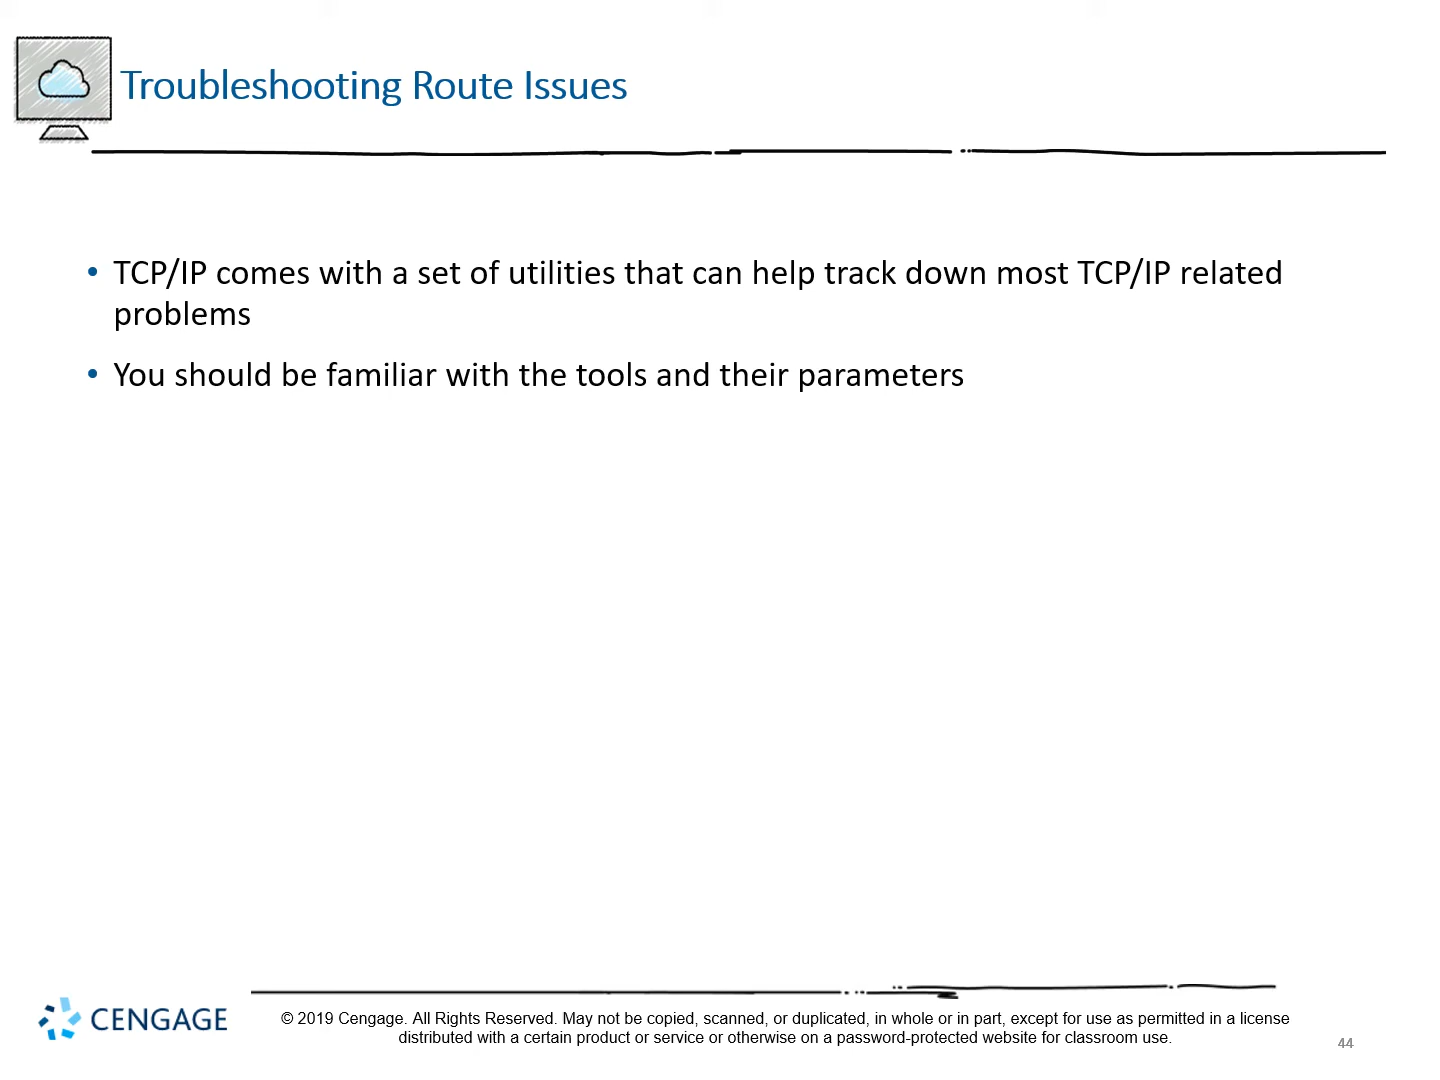 Troubleshooting Route Issues
• TCP/IP comes with a set of utilities that can help track down most TCP/IP related
problems
• You should be familiar with the tools and their parameters
CENGAGE
© 2019 Cengage. All Rights Reserved. May not be copied, scanned, or duplicated, in whole or in part, except for use as permitted in a license
distributed with a certain product or service or otherwise on a password-protected website for classroom use.
44